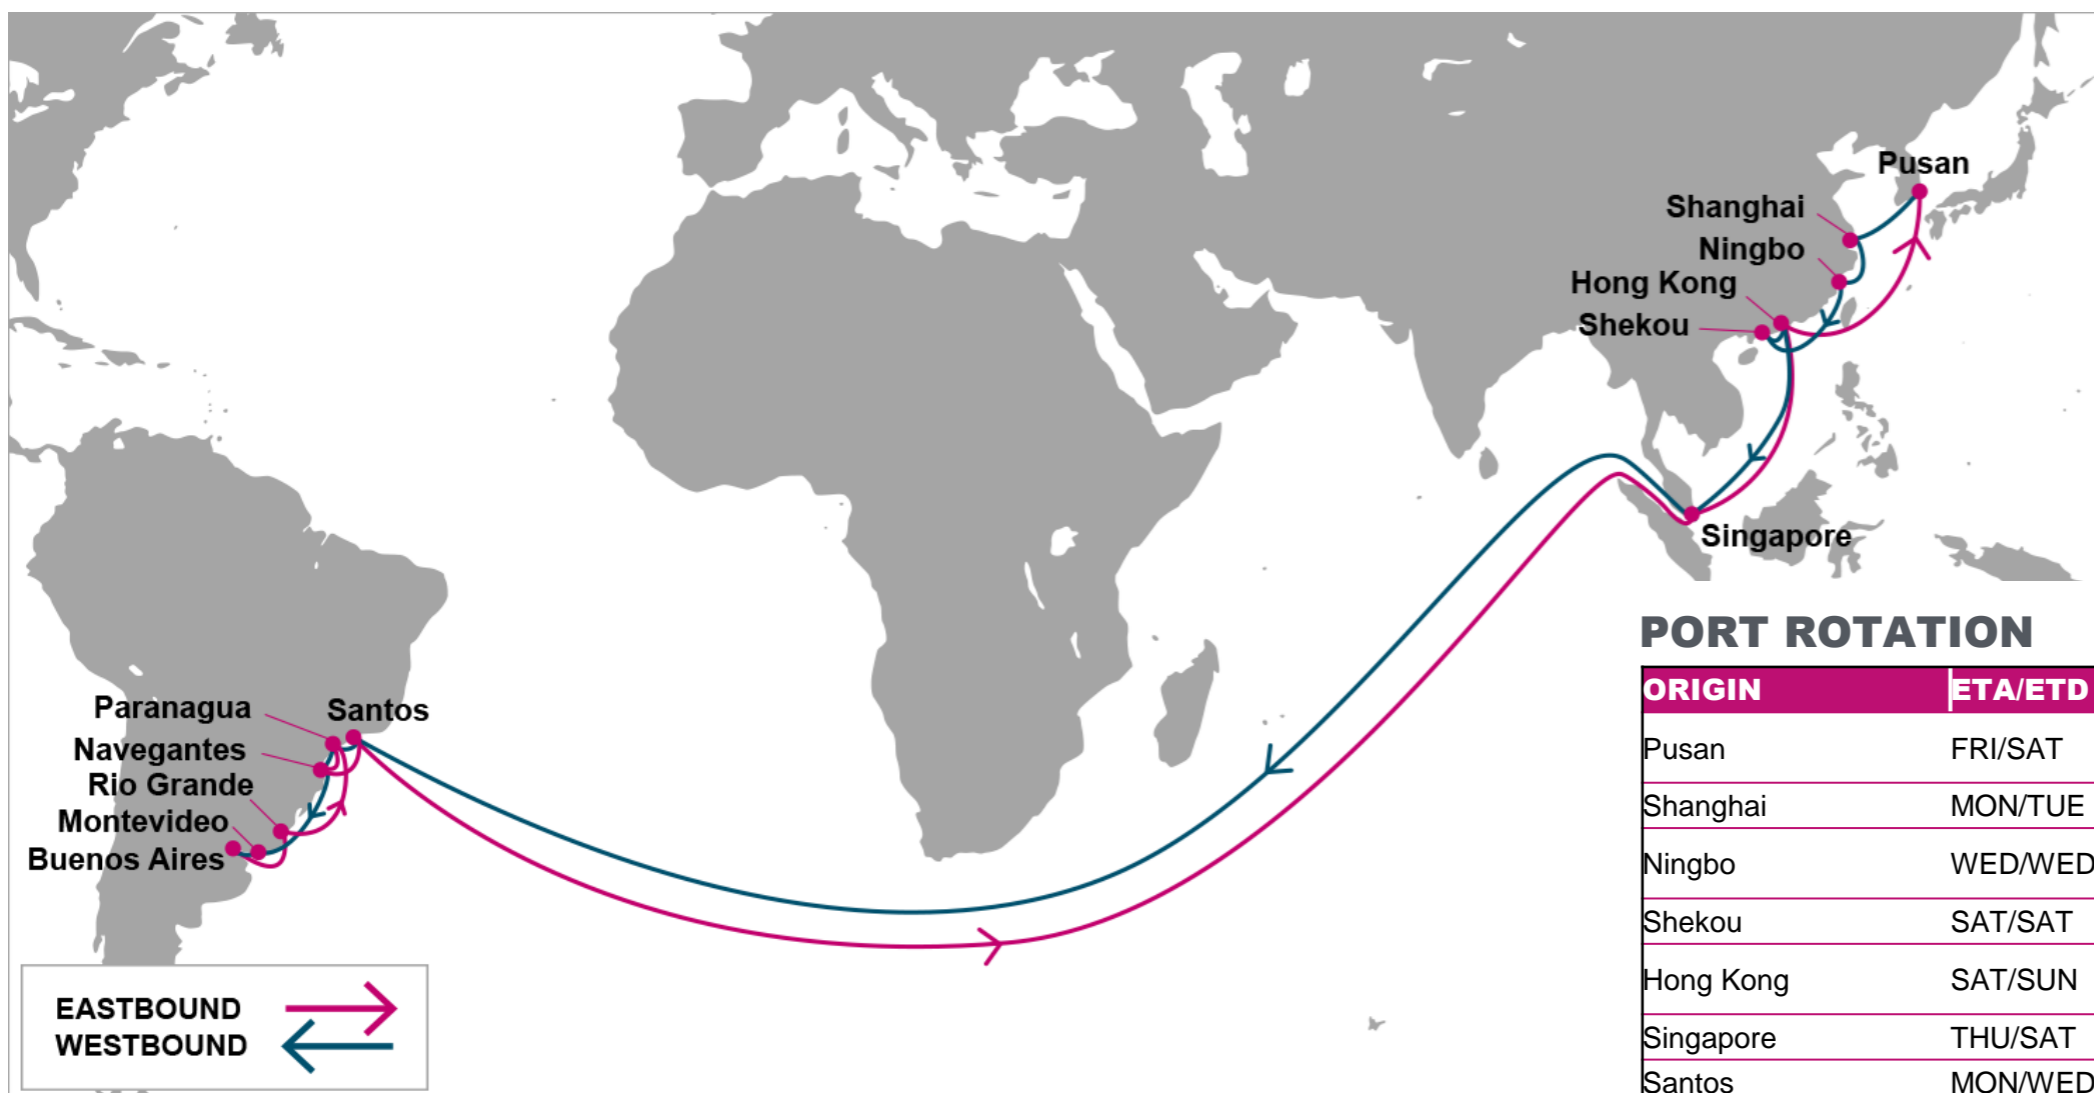 Pusan
Shanghai
Ningbo
Hong Kong
Shekou
Singapore
Paranagua
Santos
Navegantes
Rio Grande
Montevideo
Buenos Aires
EASTBOUND
WESTBOUND
PORT ROTATION
ORIGIN ETA/ETD
Pusan FRI/SAT
Shanghai MON/TUE
Ningbo WED/WED
Shekou SAT/SAT
Hong Kong SAT/SUN
Singapore THU/SAT
Santos MON/WED